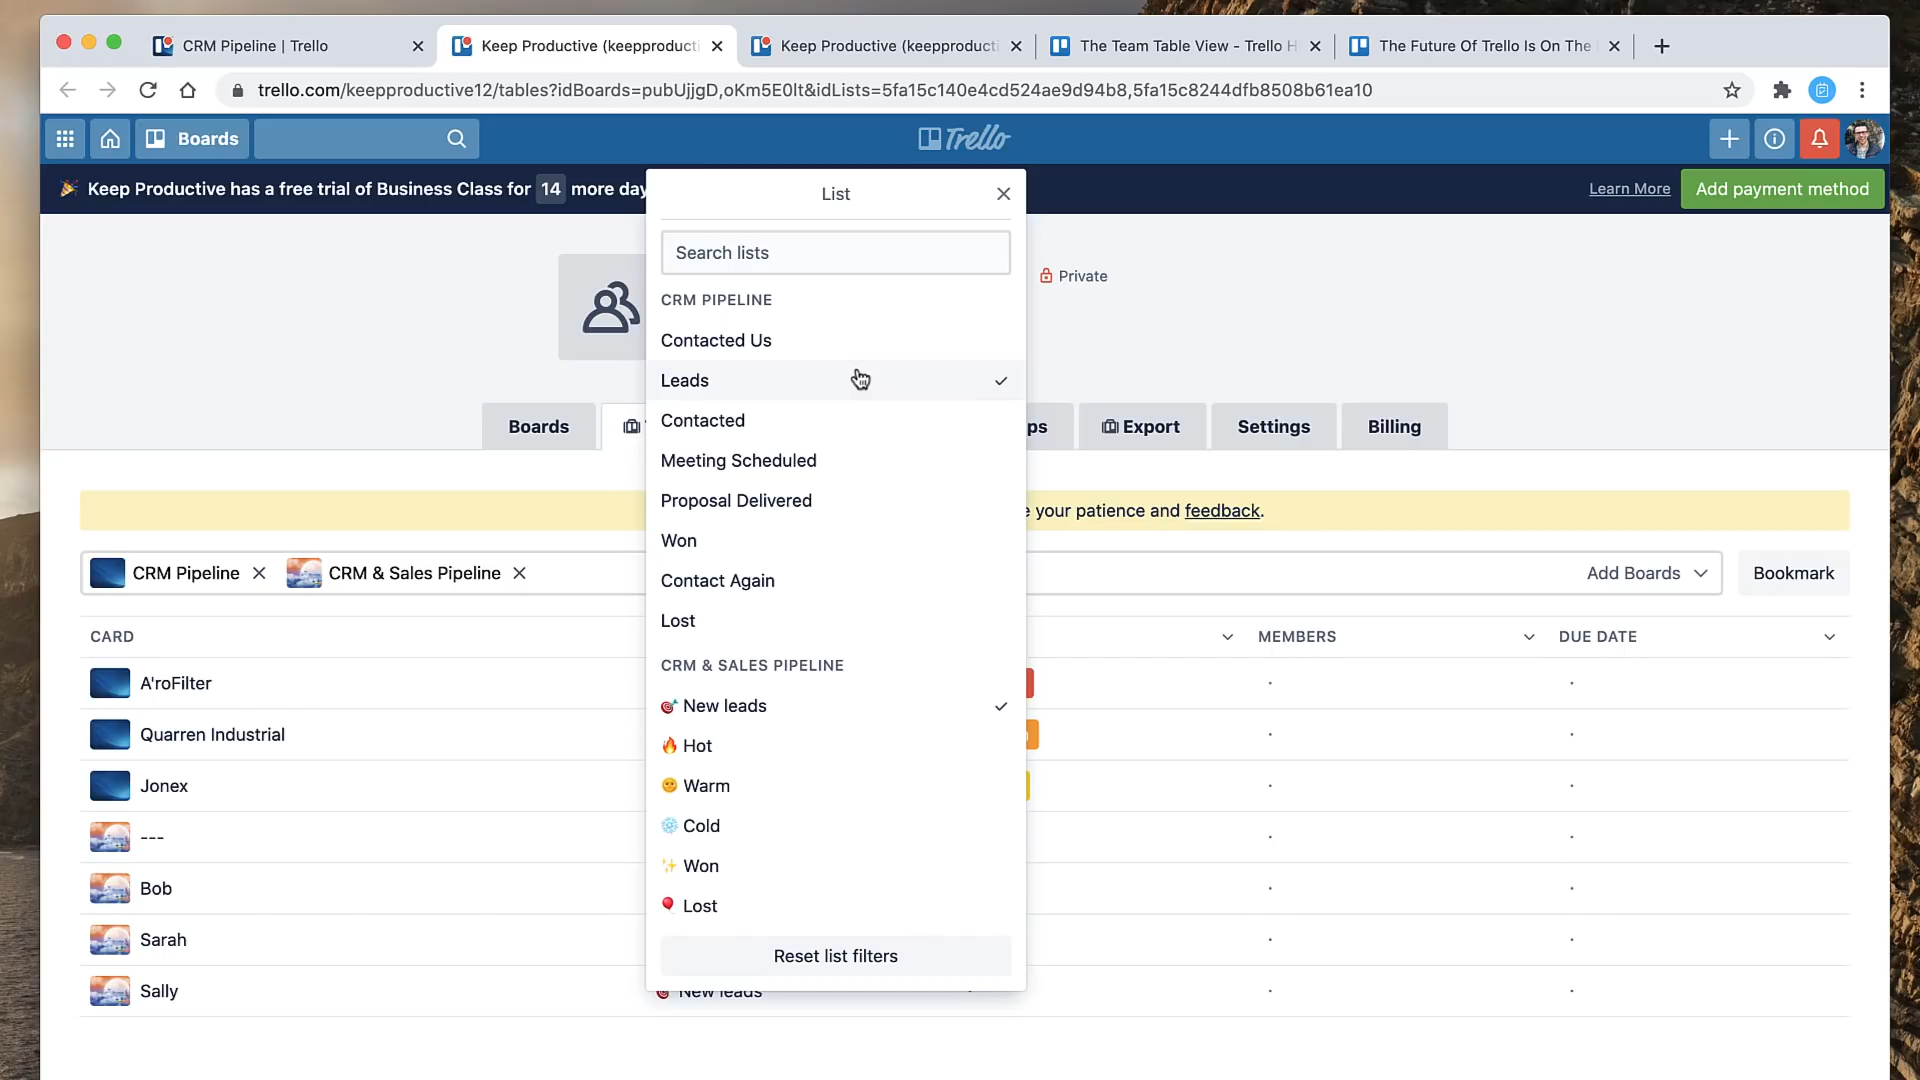 CRM Pipeline | Trello
Keep Productive (keepproducti
Keep Productive (keepproducti
The Team Table View - Trello H
The Future Of Trello Is On The
trello.com/keepproductive12/tables?idBoards=pubUjjgD,oKm5E0lt&idLists=5fa15c140e4cd524ae9d94b8,5fa15c8244dfb8508b61ea10
Boards
Trello
Keep Productive has a free trial of Business Class for 14 more day
Learn More
Add payment method
List
Search lists
CRM PIPELINE
Contacted Us
Leads
Contacted
Meeting Scheduled
Proposal Delivered
Won
Contact Again
Lost
CRM & SALES PIPELINE
New leads
Hot
Warm
Cold
Won
Lost
Reset list filters
Private
Boards
ps
Export
Settings
Billing
your patience and feedback.
CRM Pipeline
CRM & Sales Pipeline
Add Boards
Bookmark
CARD
MEMBERS
DUE DATE
A'roFilter
Quarren Industrial
Jonex
---
Bob
Sarah
Sally
New leads